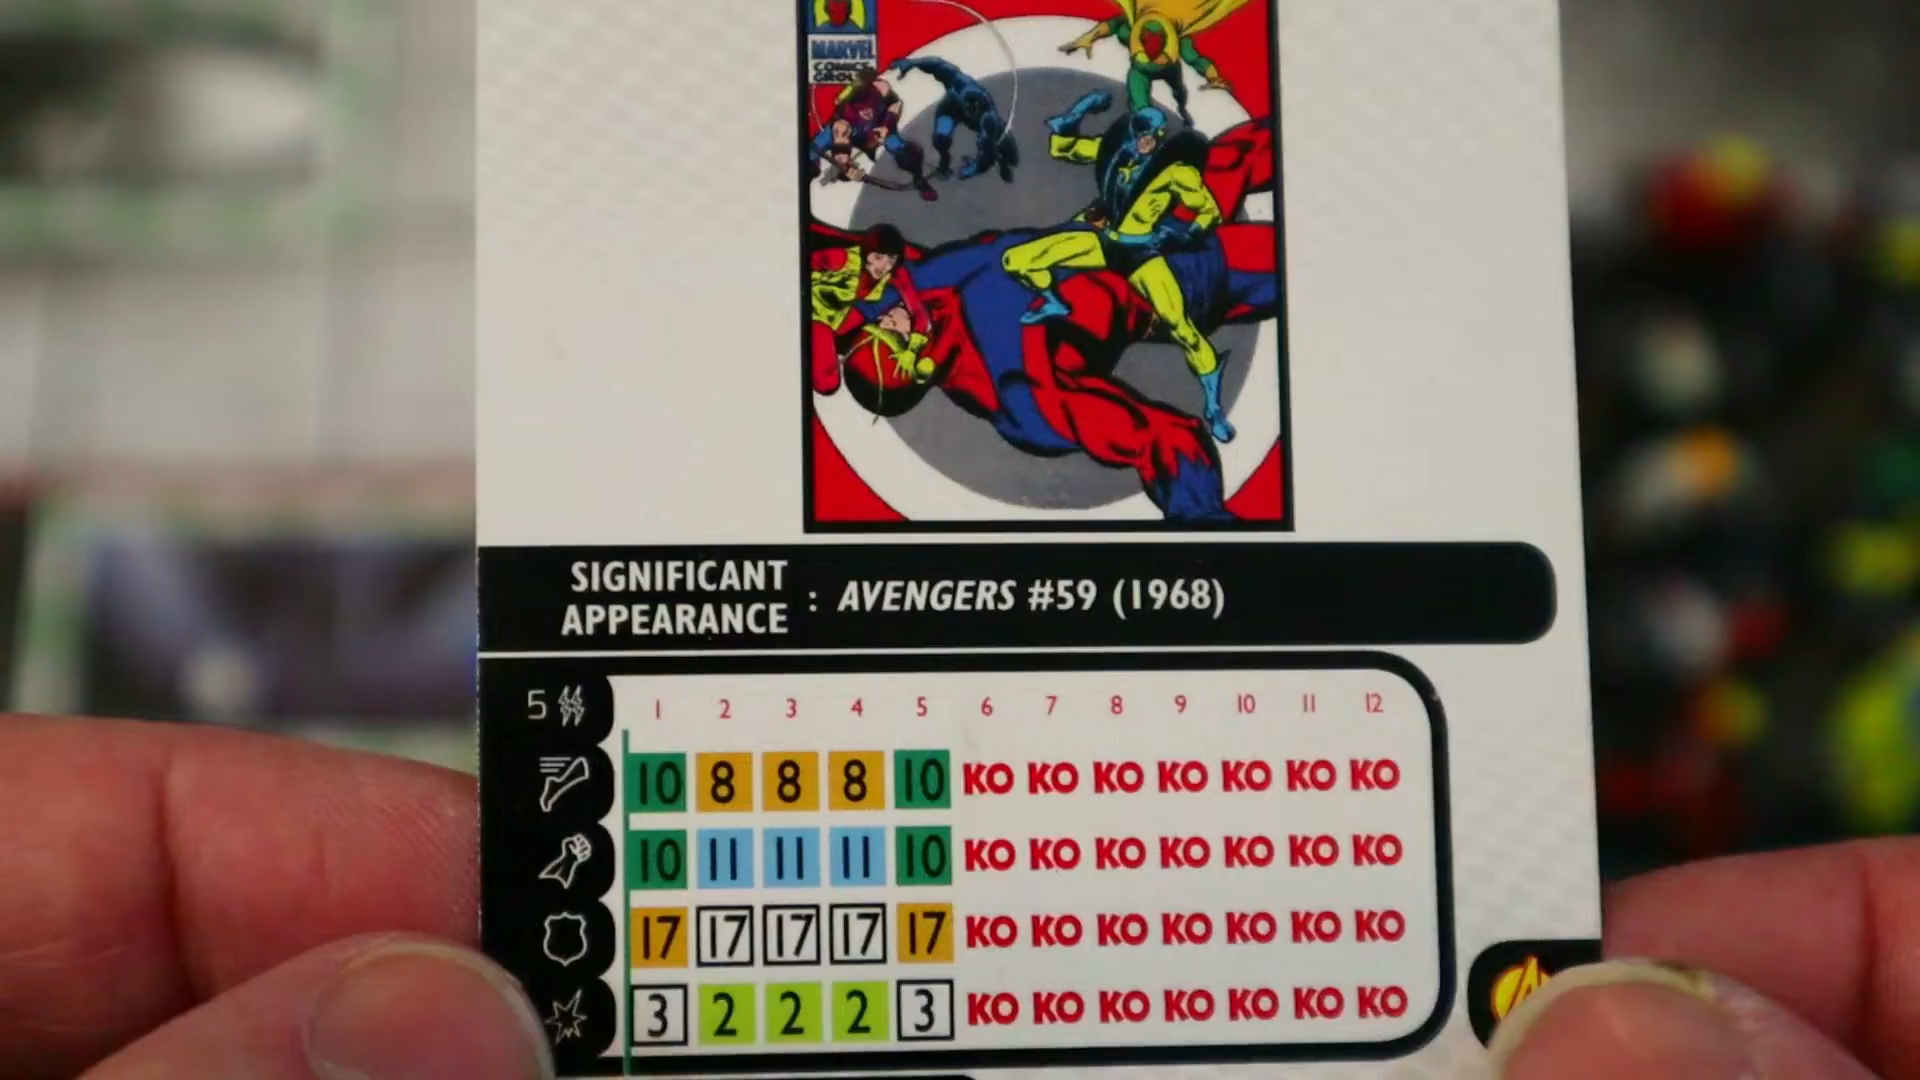 MARVEL
COMICS
GROUP
SIGNIFICANT
APPEARANCE : AVENGERS #59 (1968)
5 1 2 3 4 5 6 7 8 9 10 11 12
10 8 8 8 10 KO KO KO KO KO KO KO
10 11 11 11 10 KO KO KO KO KO KO KO
17 17 17 17 17 KO KO KO KO KO KO KO
3 2 2 2 3 KO KO KO KO KO KO KO